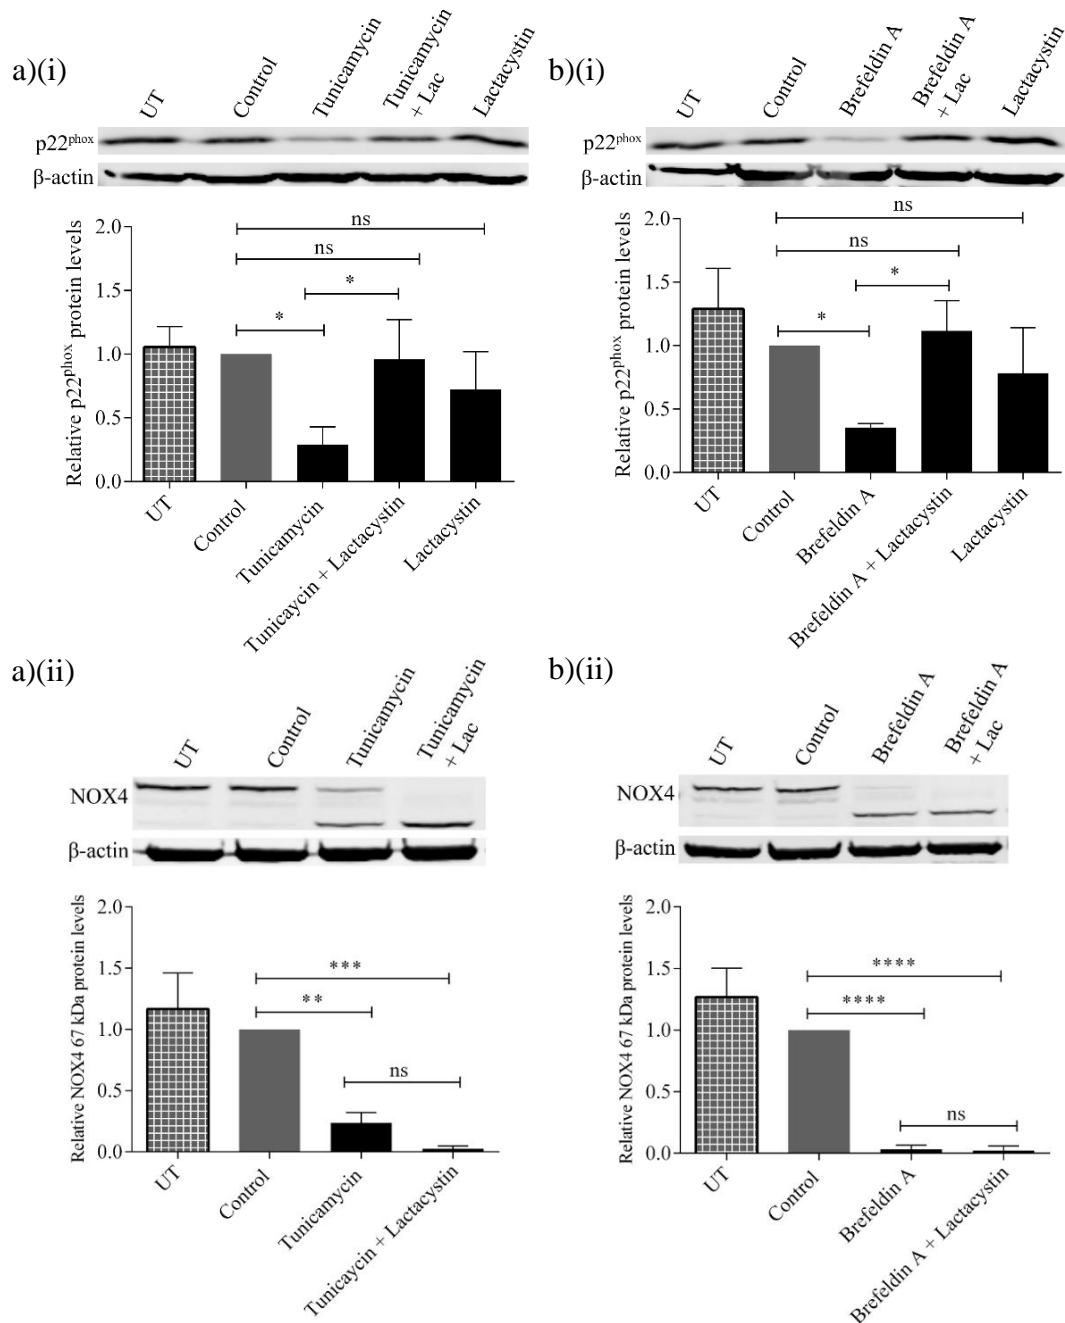 a)(i)
UT
Control
Tunicamycin
Tunicamycin
+ Lac
Lactacystin
p22phox
β-actin
Relative p22phox protein levels
2.0
1.5
1.0
0.5
0.0
ns
ns
*
*
UT
Control
Tunicamycin
Tunicaycin + Lactacystin
Lactacystin
b)(i)
UT
Control
Brefeldin A
Brefeldin A
+ Lac
Lactacystin
p22phox
β-actin
Relative p22phox protein levels
2.0
1.5
1.0
0.5
0.0
ns
ns
*
*
UT
Control
Brefeldin A
Brefeldin A + Lactacystin
Lactacystin
a)(ii)
UT
Control
Tunicamycin
Tunicamycin
+ Lac
NOX4
β-actin
Relative NOX4 67 kDa protein levels
2.0
1.5
1.0
0.5
0.0
***
**
ns
UT
Control
Tunicamycin
Tunicaycin + Lactacystin
b)(ii)
UT
Control
Brefeldin A
Brefeldin A
+ Lac
NOX4
β-actin
Relative NOX4 67 kDa protein levels
2.0
1.5
1.0
0.5
0.0
****
****
ns
UT
Control
Brefeldin A
Brefeldin A + Lactacystin